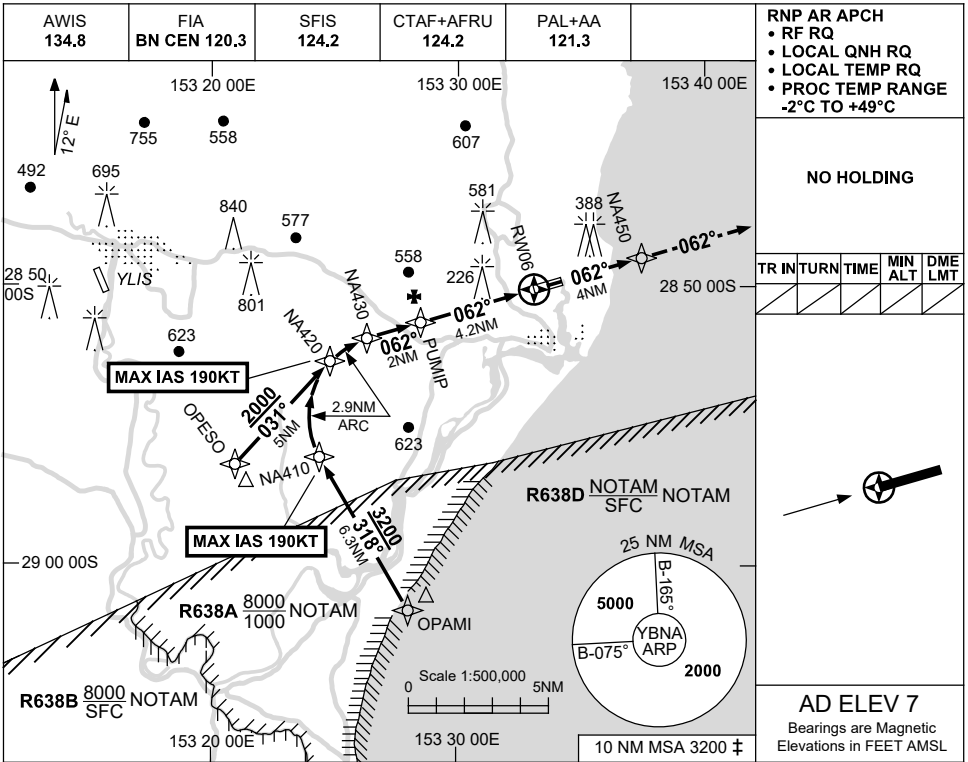 AWIS
134.8
FIA
BN CEN 120.3
SFIS
124.2
CTAF+AFRU
124.2
PAL+AA
121.3
RNP AR APCH
• RF RQ
• LOCAL QNH RQ
• LOCAL TEMP RQ
• PROC TEMP RANGE
-2°C TO +49°C
NO HOLDING
TR IN
TURN
TIME
MIN
ALT
DME
LMT
153 20 00E
153 30 00E
153 40 00E
12° E
755
558
607
492
695
840
577
581
388
NA450
062°
RW06
558
226
062°
4NM
28 50
00S
YLIS
801
28 50 00S
NA430
NA420
062°
4.2NM
062°
2NM
PUMIP
623
MAX IAS 190KT
2000
031°
5NM
2.9NM
ARC
OPESO
623
NA410
R638D NOTAM
SFC
NOTAM
MAX IAS 190KT
3200
318°
6.3NM
25 NM MSA
29 00 00S
B-165°
5000
YBNA
ARP
B-075°
2000
R638A 8000
1000
NOTAM
OPAMI
Scale 1:500,000
0
5NM
R638B 8000
SFC
NOTAM
153 20 00E
153 30 00E
10 NM MSA 3200 ‡
AD ELEV 7
Bearings are Magnetic
Elevations in FEET AMSL